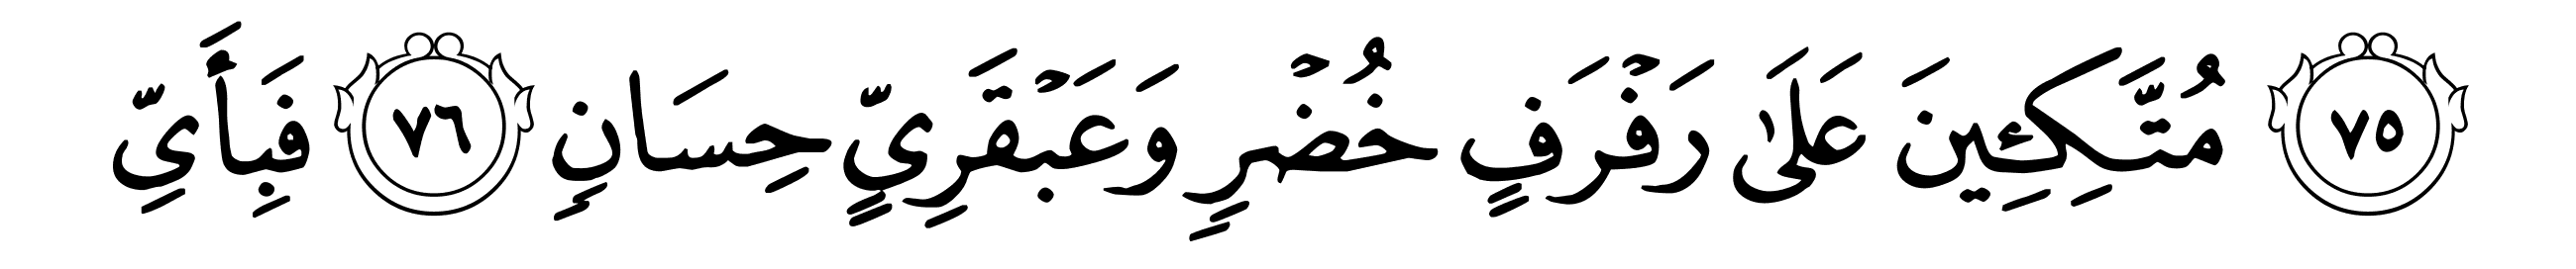 ٧٥ مُتَّكِـِٔينَ عَلَىٰ رَفۡرَفٍ خُضۡرٖ وَعَبۡقَرِيٍّ حِسَانٖ ٧٦ فَبِأَيِّ